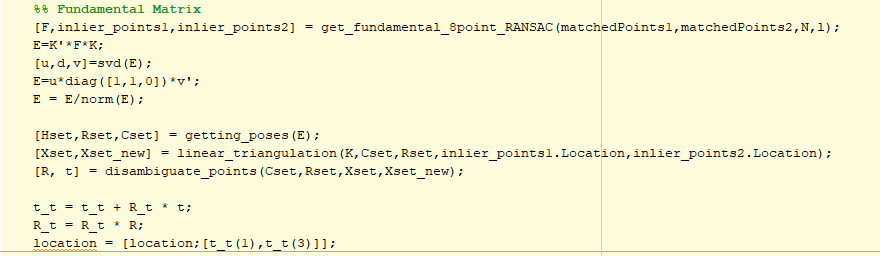 %% Fundamental Matrix
[F,inlier_points1,inlier_points2] = get_fundamental_8point_RANSAC(matchedPoints1,matchedPoints2,N,1);
E=K'*F*K;
[u,d,v]=svd(E);
E=u*diag([1,1,0])*v';
E = E/norm(E);
[Hset,Rset,Cset] = getting_poses(E);
[Xset,Xset_new] = linear_triangulation(K,Cset,Rset,inlier_points1.Location,inlier_points2.Location);
[R, t] = disambiguate_points(Cset,Rset,Xset,Xset_new);
t_t = t_t + R_t * t;
R_t = R_t * R;
location = [location;[t_t(1),t_t(3)]];